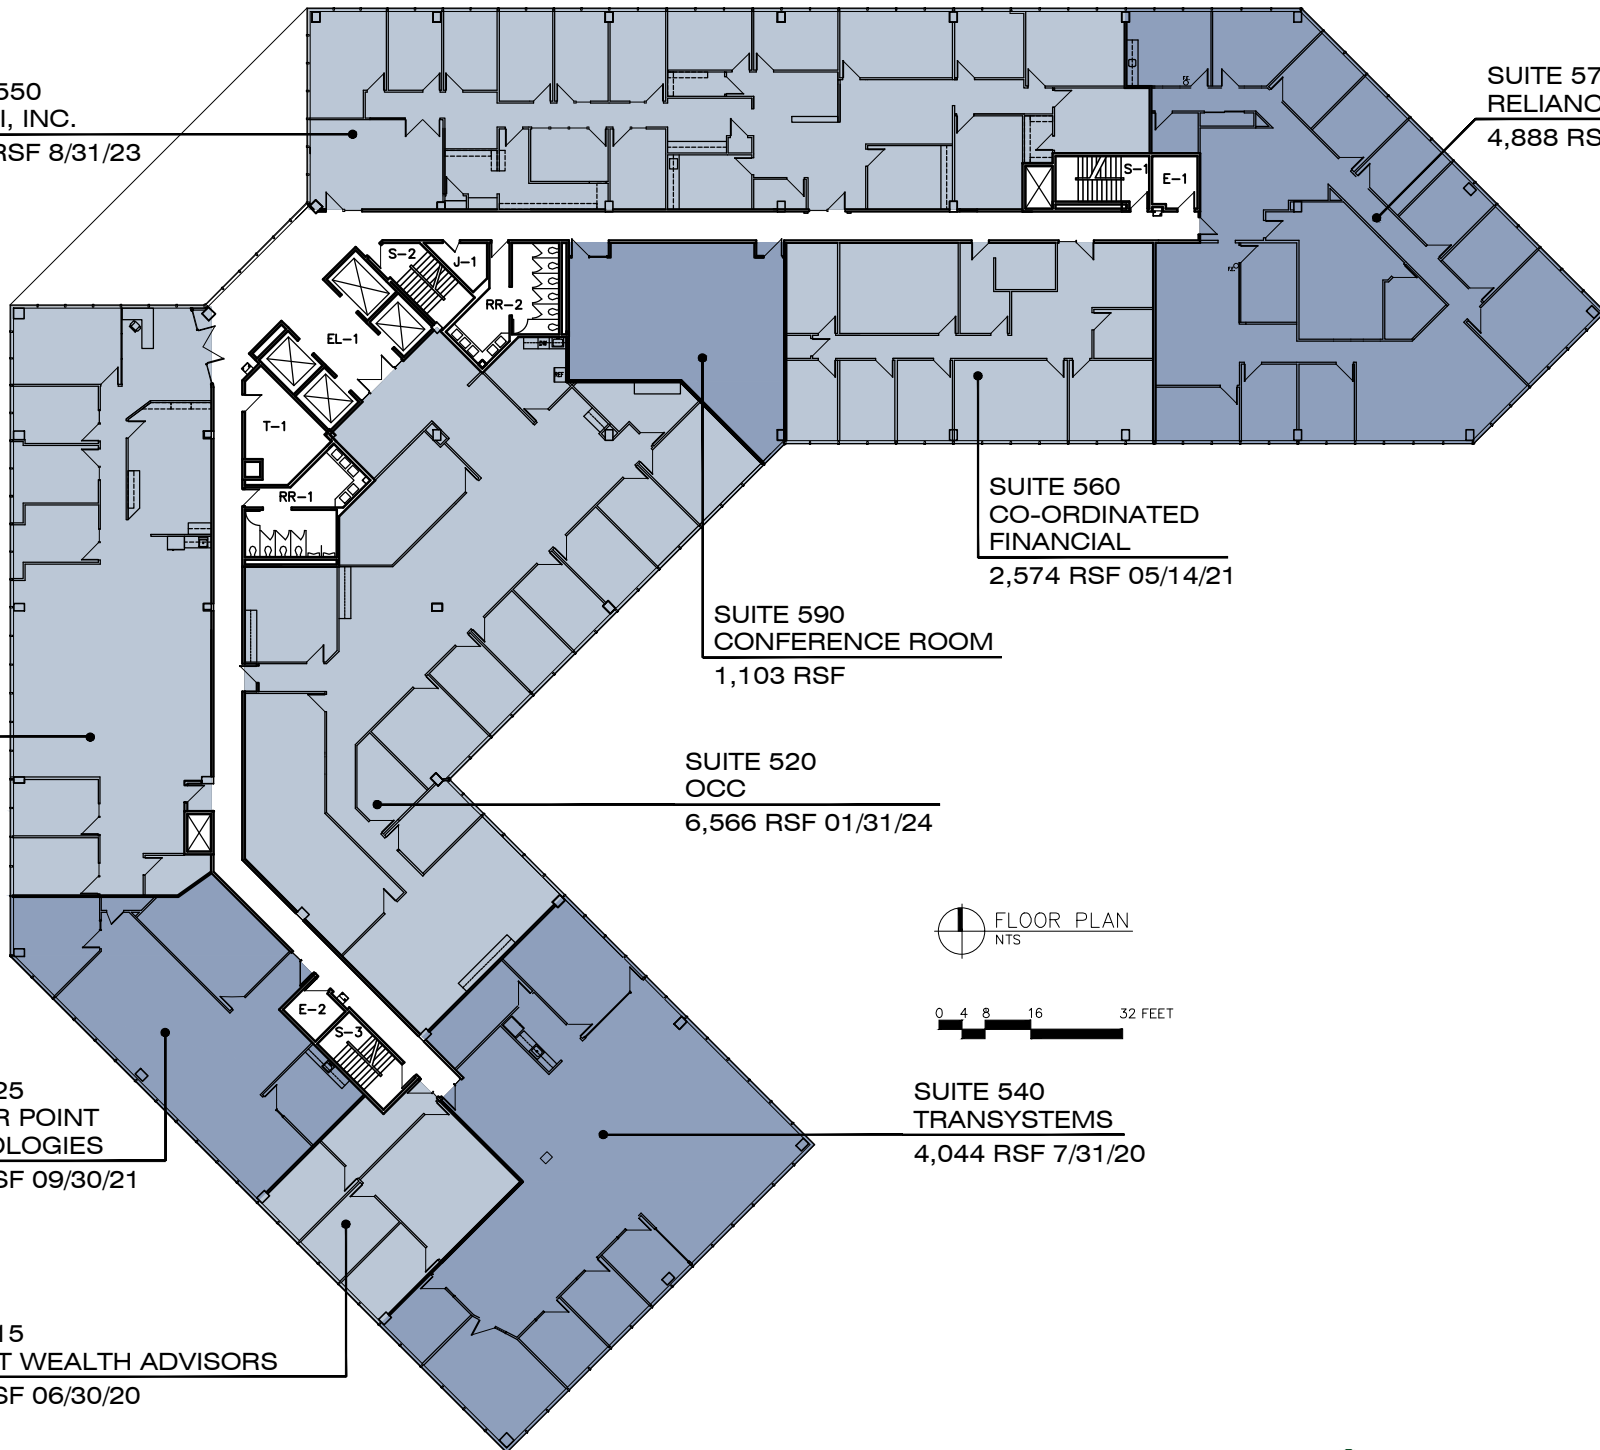 550
I, INC.
RSF 8/31/23
SUITE 57
RELIANC
4,888 RS
S-1
E-1
S-2
J-1
RR-2
EL-1
REF
T-1
RR-1
SUITE 560
CO-ORDINATED
FINANCIAL
2,574 RSF 05/14/21
SUITE 590
CONFERENCE ROOM
1,103 RSF
SUITE 520
OCC
6,566 RSF 01/31/24
FLOOR PLAN
NTS
0 4 8 16 32 FEET
E-2
S-3
25
R POINT
OLOGIES
SF 09/30/21
SUITE 540
TRANSYSTEMS
4,044 RSF 7/31/20
15
T WEALTH ADVISORS
SF 06/30/20